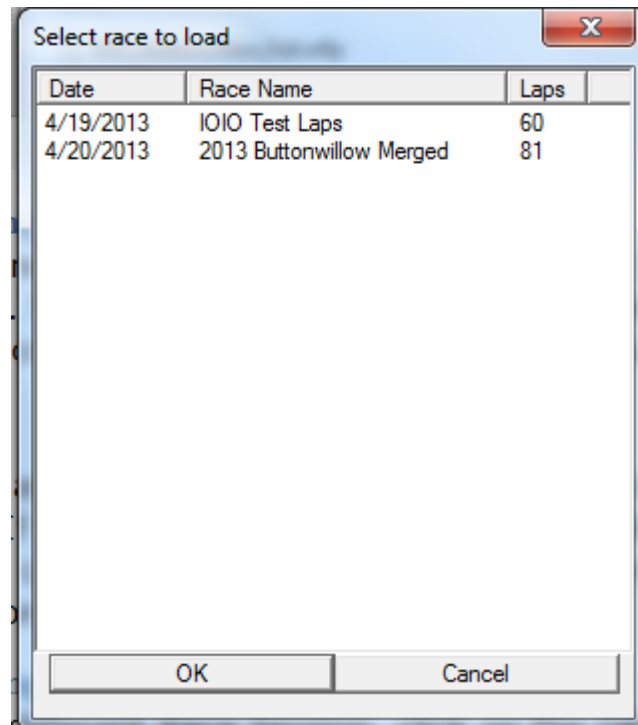 Select race to load
Date Race Name Laps
4/19/2013 IOIO Test Laps 60
4/20/2013 2013 Buttonwillow Merged 81
OK Cancel